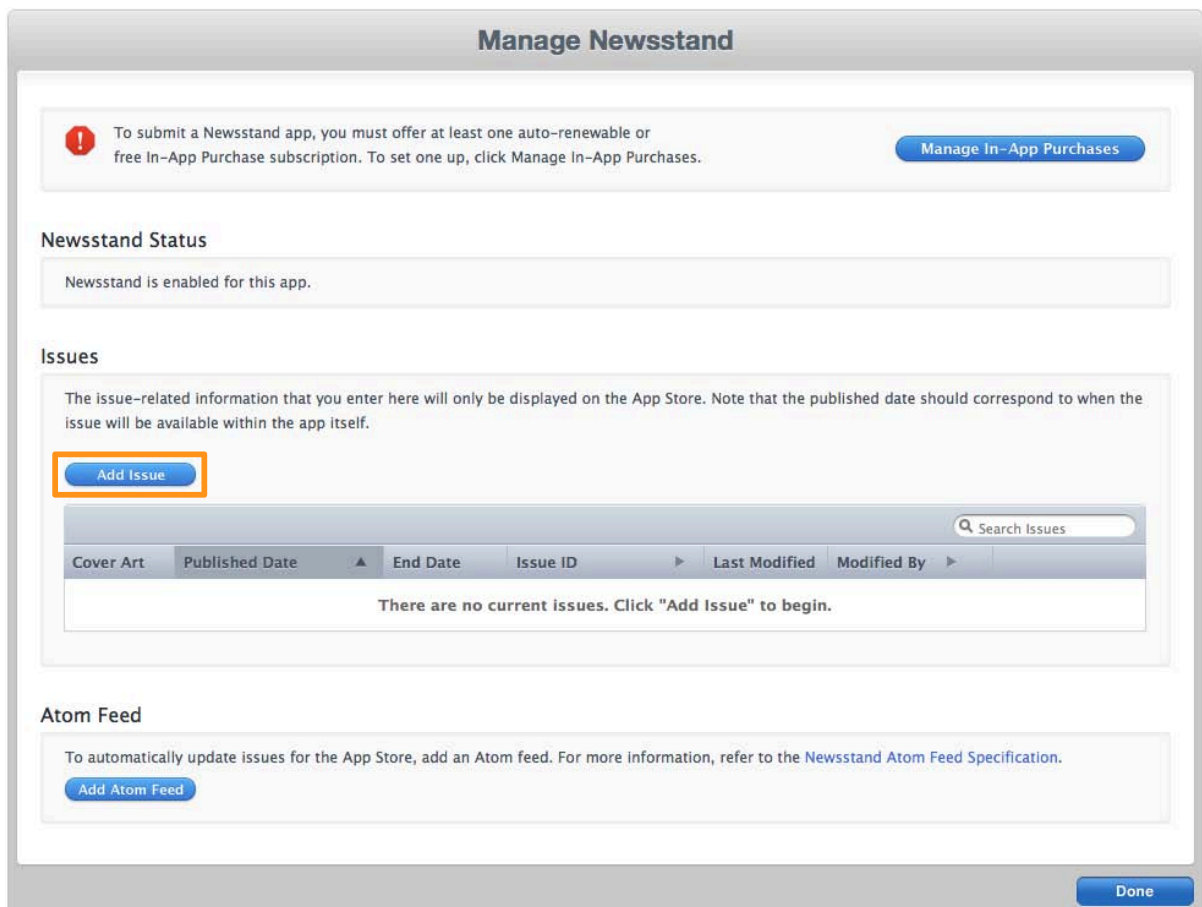 Manage Newsstand
To submit a Newsstand app, you must offer at least one auto-renewable or
free In-App Purchase subscription. To set one up, click Manage In-App Purchases.
Manage In-App Purchases
Newsstand Status
Newsstand is enabled for this app.
Issues
The issue-related information that you enter here will only be displayed on the App Store. Note that the published date should correspond to when the
issue will be available within the app itself.
Add Issue
Search Issues
Cover Art Published Date End Date Issue ID Last Modified Modified By
There are no current issues. Click "Add Issue" to begin.
Atom Feed
To automatically update issues for the App Store, add an Atom feed. For more information, refer to the Newsstand Atom Feed Specification.
Add Atom Feed
Done